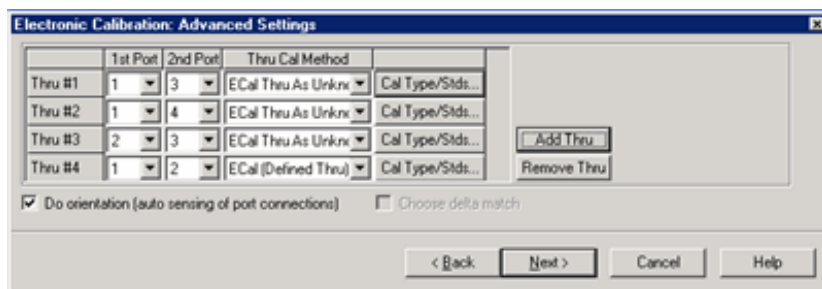 Electronic Calibration: Advanced Settings
1st Port 2nd Port Thru Cal Method
Thru #1 1 3 ECal Thru As Unkn Cal Type/Stds...
Thru #2 1 4 ECal Thru As Unkn Cal Type/Stds...
Thru #3 2 3 ECal Thru As Unkn Cal Type/Stds... Add Thru
Thru #4 1 2 ECal (Defined Thru) Cal Type/Stds... Remove Thru
Do orientation (auto sensing of port connections) Choose delta match
< Back Next > Cancel Help